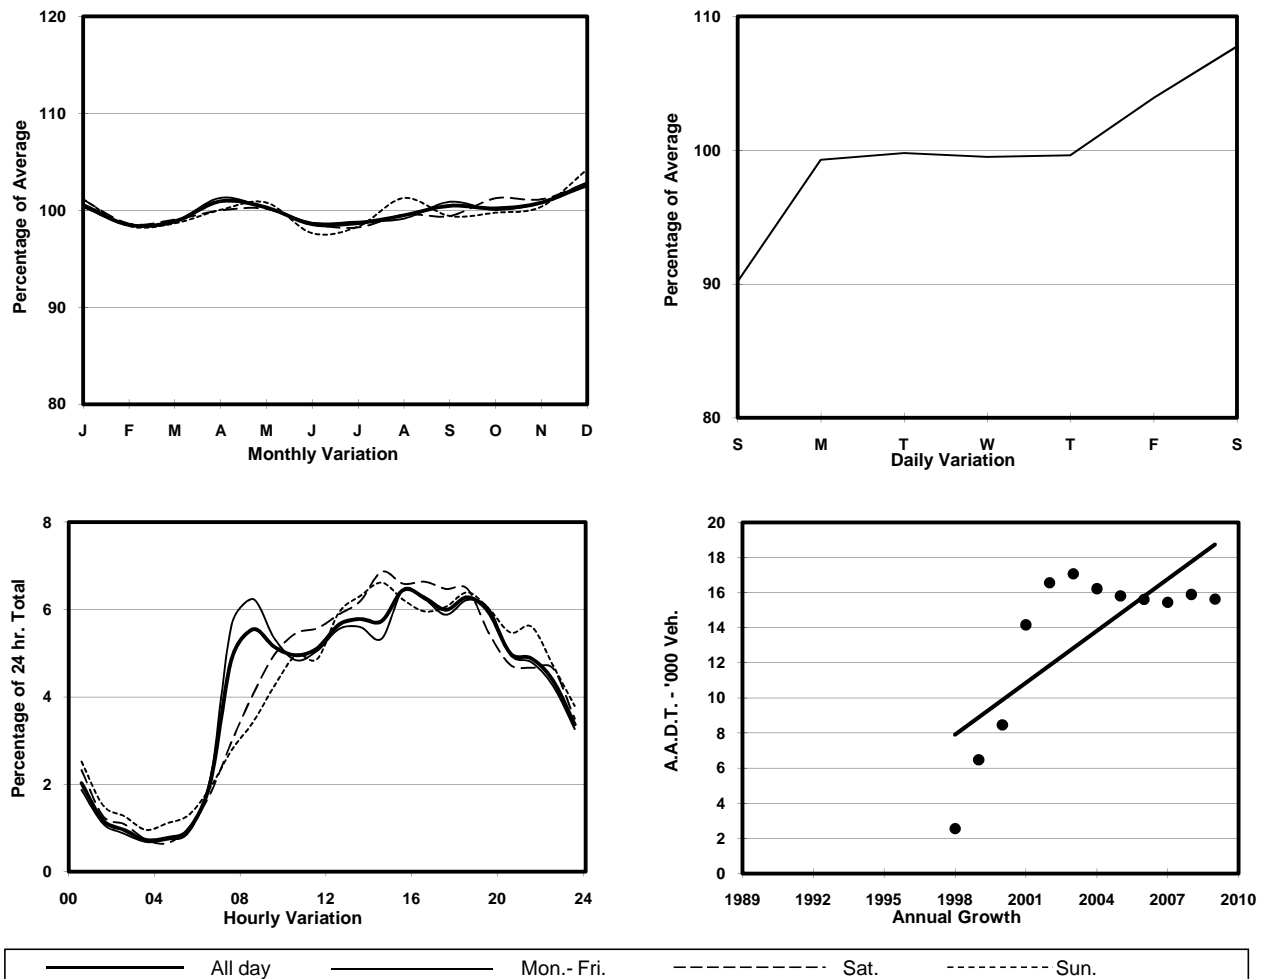 120
110
100
90
80
Percentage of Average
J F M A M J J A S O N D
Monthly Variation
110
100
90
80
Percentage of Average
S M T W T F S
Daily Variation
8
6
4
2
0
Percentage of 24 hr. Total
00 04 08 12 16 20 24
Hourly Variation
20
18
16
14
12
10
8
6
4
2
0
A.A.D.T. - '000 Veh.
1989 1992 1995 1998 2001 2004 2007 2010
Annual Growth
All day Mon.- Fri. Sat. Sun.